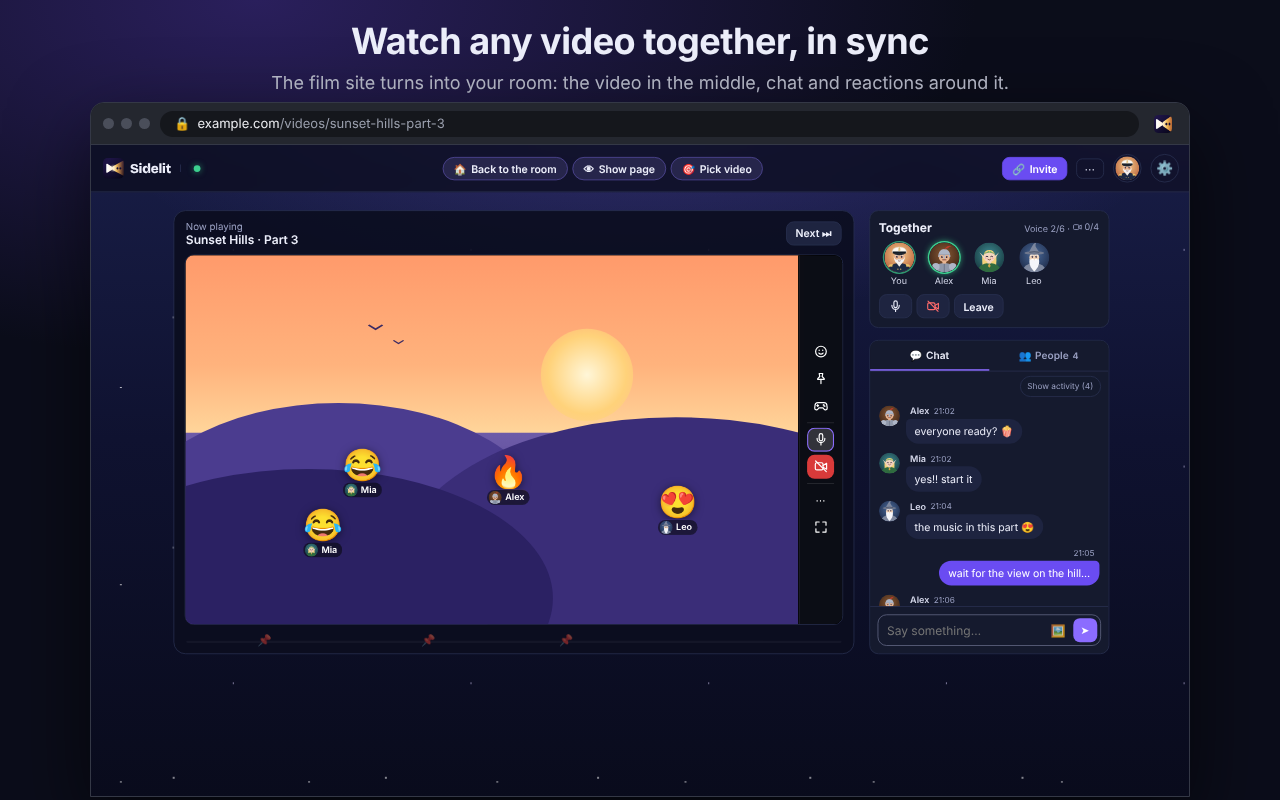 Watch any video together, in sync
The film site turns into your room: the video in the middle, chat and reactions around it.
example.com/videos/sunset-hills-part-3
Sidelit
Back to the room
Show page
Pick video
Invite
Now playing
Sunset Hills · Part 3
Next
Mia
Alex
Leo
Mia
Together
Voice 2/6 · 0/4
You
Alex
Mia
Leo
Leave
Chat
People 4
Show activity (4)
Alex 21:02
everyone ready? 🍿
Mia 21:02
yes!! start it
Leo 21:04
the music in this part 😍
21:05
wait for the view on the hill...
Alex 21:06
Say something...